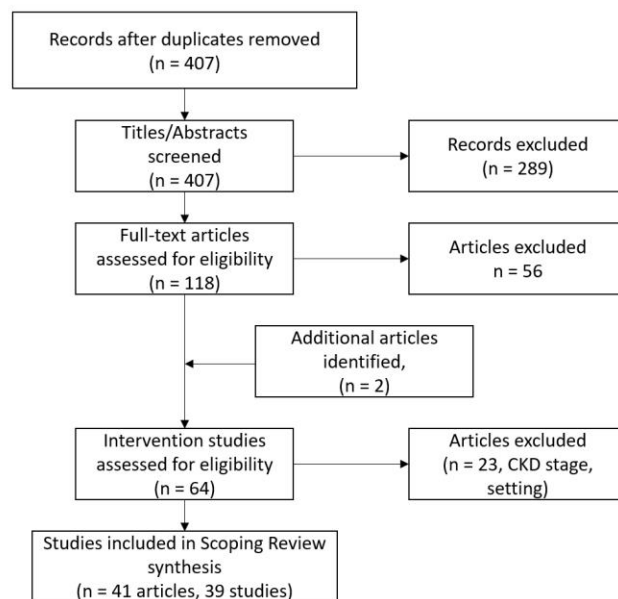 Records after duplicates removed
(n = 407)
Titles/Abstracts
screened
(n = 407)
Records excluded
(n = 289)
Full-text articles
assessed for eligibility
(n = 118)
Articles excluded
n = 56
Additional articles
identified,
(n = 2)
Intervention studies
assessed for eligibility
(n = 64)
Articles excluded
(n = 23, CKD stage,
setting)
Studies included in Scoping Review
synthesis
(n = 41 articles, 39 studies)